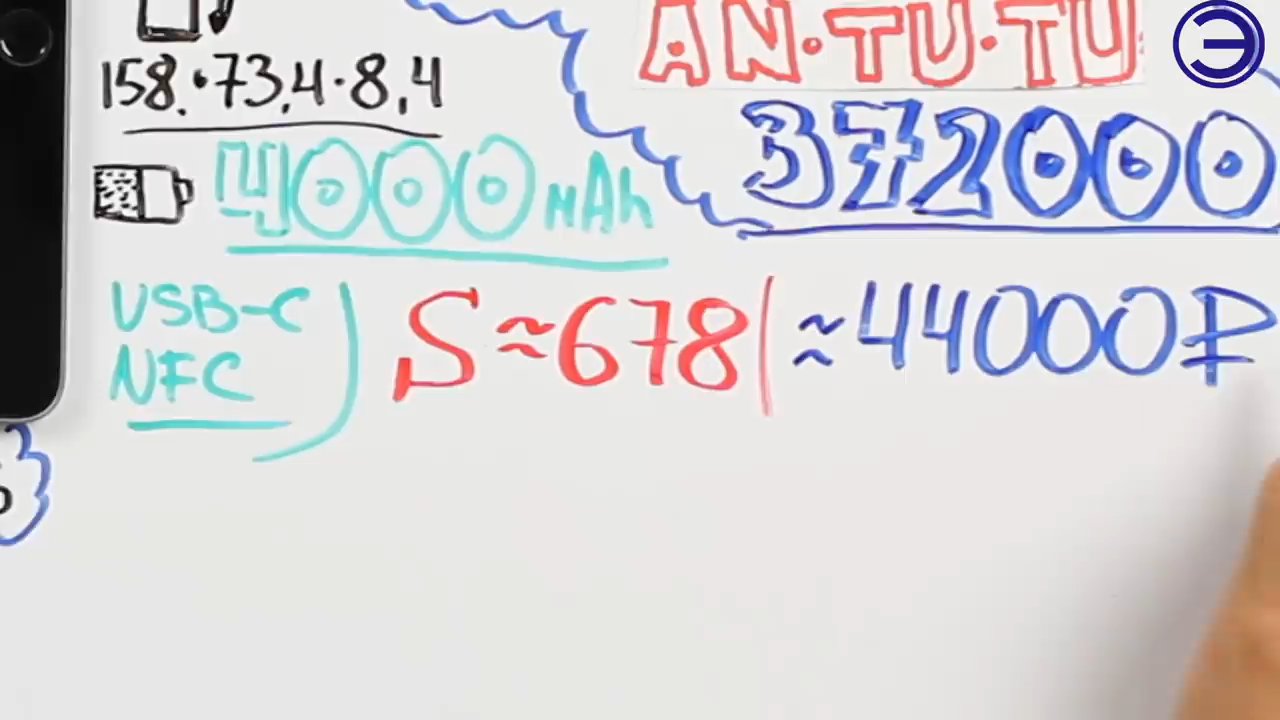 AN·TU·TU
Э
158.·73,4·8,4
372000
4000 mAh
USB-C
NFC
S≈678
≈44000₽